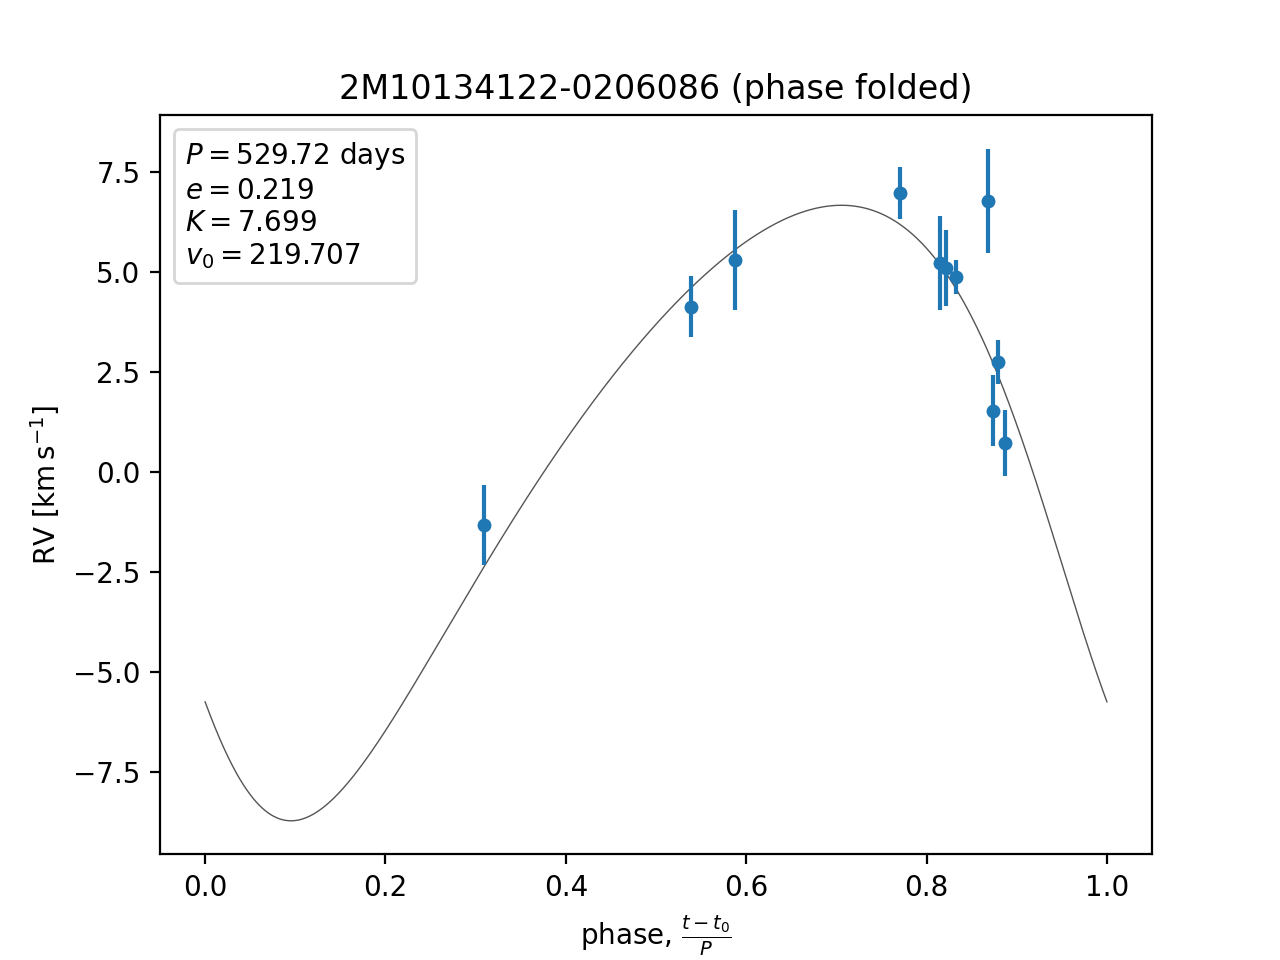 2M10134122-0206086 (phase folded)
P = 529.72 days
e = 0.219
K = 7.699
v₀ = 219.707
RV [km s⁻¹]
7.5
5.0
2.5
0.0
−2.5
−5.0
−7.5
0.0 0.2 0.4 0.6 0.8 1.0
phase, (t − t₀)/P